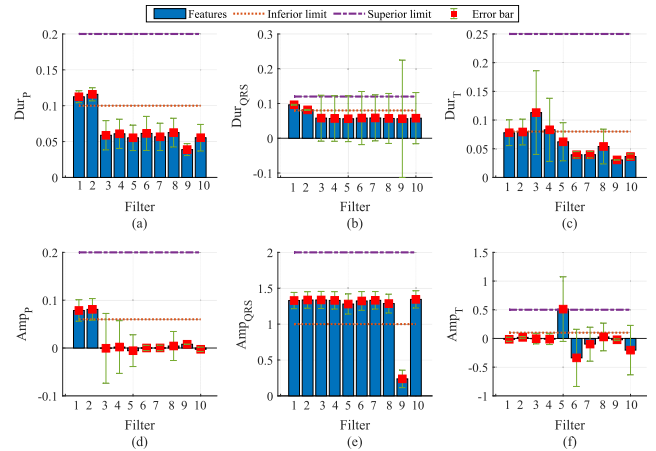 Features Inferior limit Superior limit Error bar
0.2
0.15
0.1
0.05
0
Dur_P
1 2 3 4 5 6 7 8 9 10
Filter
(a)
0.3
0.2
0.1
0
-0.1
Dur_QRS
1 2 3 4 5 6 7 8 9 10
Filter
(b)
0.25
0.2
0.15
0.1
0.05
0
Dur_T
1 2 3 4 5 6 7 8 9 10
Filter
(c)
0.2
0.1
0
-0.1
Amp_P
1 2 3 4 5 6 7 8 9 10
Filter
(d)
2
1.5
1
0.5
0
Amp_QRS
1 2 3 4 5 6 7 8 9 10
Filter
(e)
1.5
1
0.5
0
-0.5
-1
Amp_T
1 2 3 4 5 6 7 8 9 10
Filter
(f)